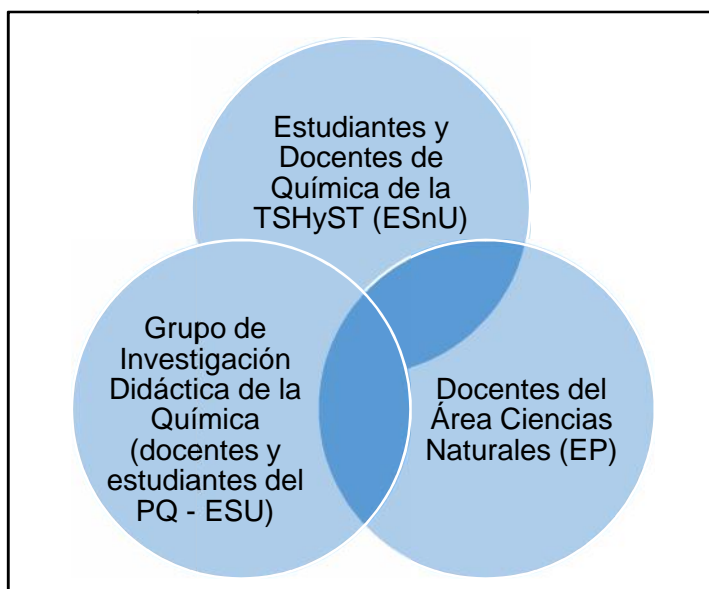 Estudiantes y
Docentes de
Química de la
TSHyST (ESnU)
Grupo de
Investigación
Didáctica de la
Química
(docentes y
estudiantes del
PQ - ESU)
Docentes del
Área Ciencias
Naturales (EP)